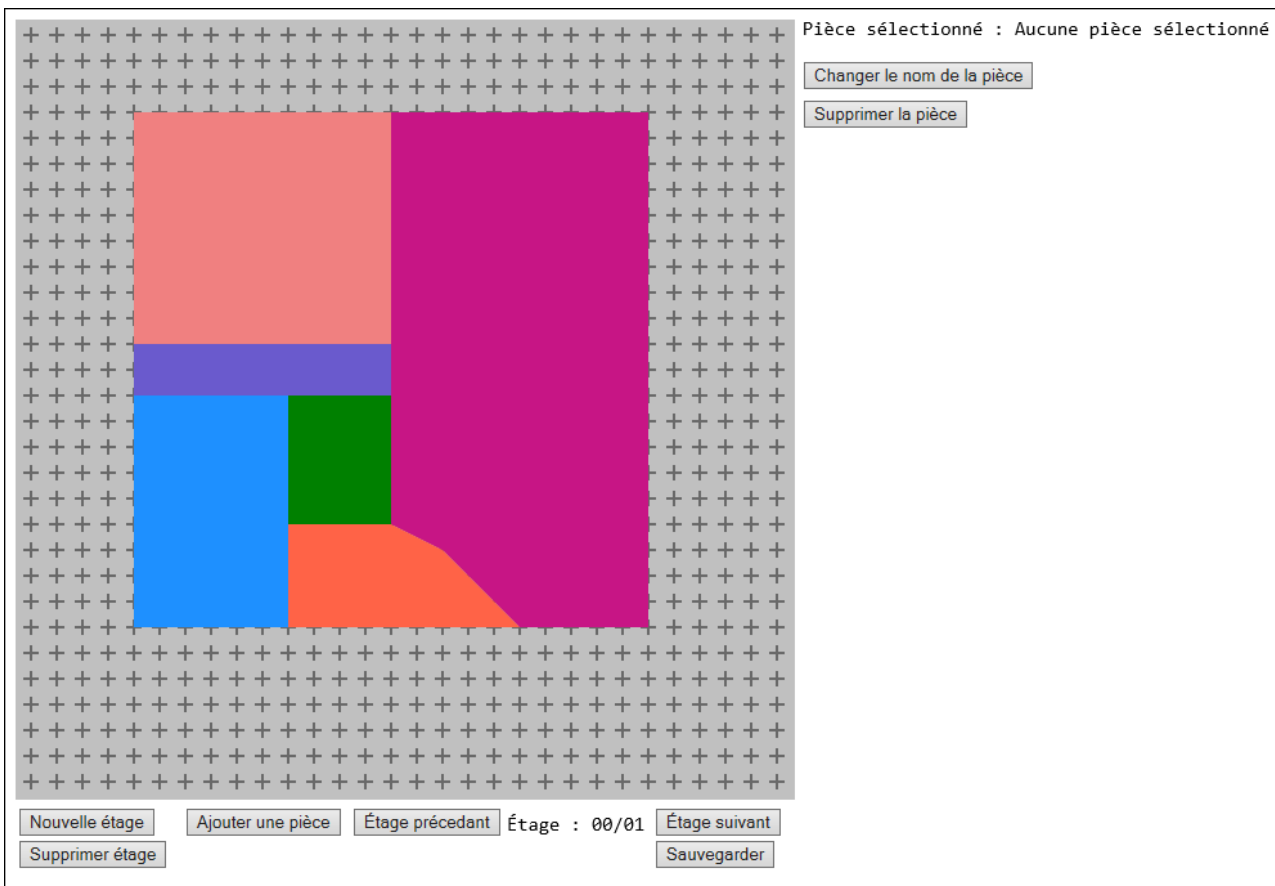 Pièce sélectionné : Aucune pièce sélectionné
Changer le nom de la pièce
Supprimer la pièce
Nouvelle étage
Ajouter une pièce
Étage précedant
Étage : 00/01
Étage suivant
Supprimer étage
Sauvegarder